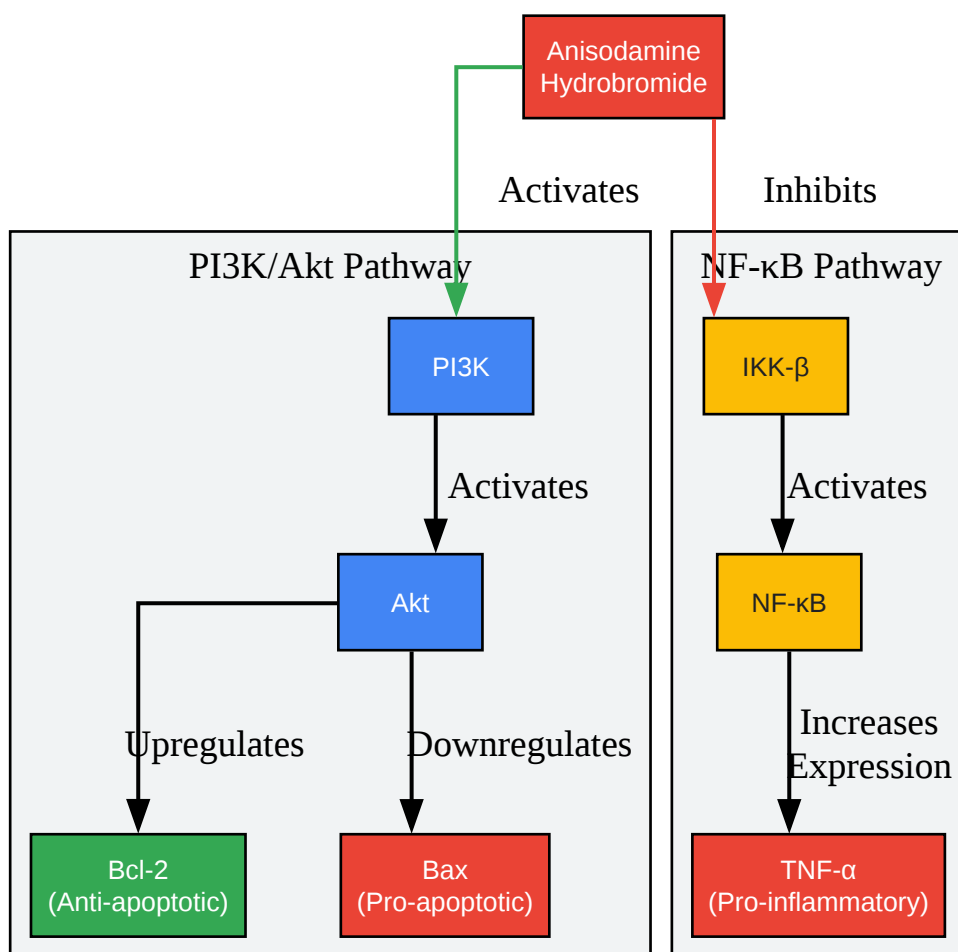 Anisodamine
Hydrobromide
Activates
Inhibits
PI3K/Akt Pathway
NF-κB Pathway
PI3K
IKK-β
Activates
Activates
Akt
NF-κB
Upregulates
Downregulates
Increases
Expression
Bcl-2
(Anti-apoptotic)
Bax
(Pro-apoptotic)
TNF-α
(Pro-inflammatory)